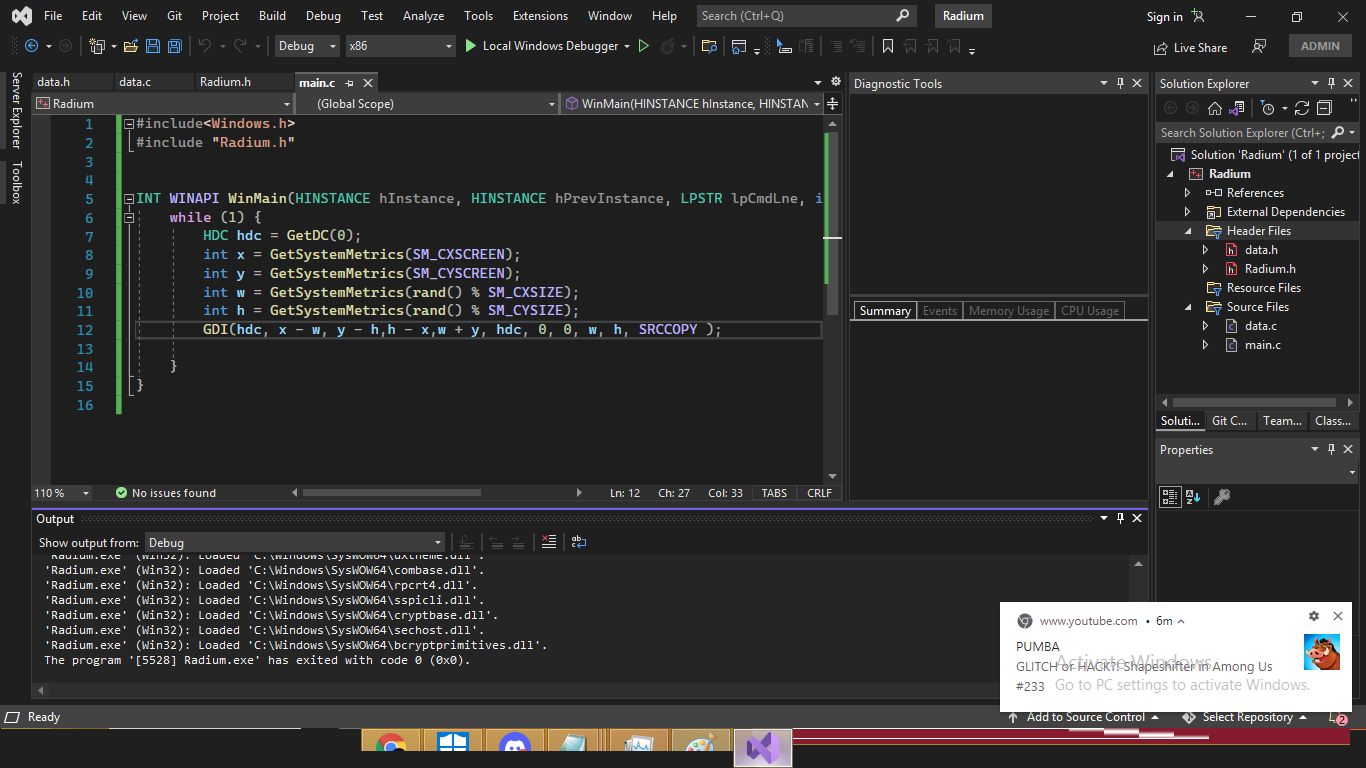 File Edit View Git Project Build Debug Test Analyze Tools Extensions Window Help Search (Ctrl+Q) Radium Sign in
Debug x86 Local Windows Debugger Live Share ADMIN
Server Explorer
Toolbox
data.h data.c Radium.h main.c
Radium (Global Scope) WinMain(HINSTANCE hInstance, HINSTAN
1 #include<Windows.h>
2 #include "Radium.h"
3
4
5 INT WINAPI WinMain(HINSTANCE hInstance, HINSTANCE hPrevInstance, LPSTR lpCmdLne, i
6 while (1) {
7 HDC hdc = GetDC(0);
8 int x = GetSystemMetrics(SM_CXSCREEN);
9 int y = GetSystemMetrics(SM_CYSCREEN);
10 int w = GetSystemMetrics(rand() % SM_CXSIZE);
11 int h = GetSystemMetrics(rand() % SM_CYSIZE);
12 GDI(hdc, x - w, y - h,h - x,w + y, hdc, 0, 0, w, h, SRCCOPY );
13
14 }
15 }
16
110 % No issues found Ln: 12 Ch: 27 Col: 33 TABS CRLF
Diagnostic Tools
Summary Events Memory Usage CPU Usage
Solution Explorer
Search Solution Explorer (Ctrl+;
Solution 'Radium' (1 of 1 project
Radium
References
External Dependencies
Header Files
data.h
Radium.h
Resource Files
Source Files
data.c
main.c
Soluti... Git C... Team... Class...
Properties
Output
Show output from: Debug
'Radium.exe' (Win32): Loaded 'C:\Windows\SysWOW64\uxtheme.dll'.
'Radium.exe' (Win32): Loaded 'C:\Windows\SysWOW64\combase.dll'.
'Radium.exe' (Win32): Loaded 'C:\Windows\SysWOW64\rpcrt4.dll'.
'Radium.exe' (Win32): Loaded 'C:\Windows\SysWOW64\sspicli.dll'.
'Radium.exe' (Win32): Loaded 'C:\Windows\SysWOW64\cryptbase.dll'.
'Radium.exe' (Win32): Loaded 'C:\Windows\SysWOW64\sechost.dll'.
'Radium.exe' (Win32): Loaded 'C:\Windows\SysWOW64\bcryptprimitives.dll'.
The program '[5528] Radium.exe' has exited with code 0 (0x0).
www.youtube.com • 6m
PUMBA
GLITCH or HACK?! Shapeshifter in Among Us
#233
Activate Windows
Go to PC settings to activate Windows.
Ready Add to Source Control Select Repository 2